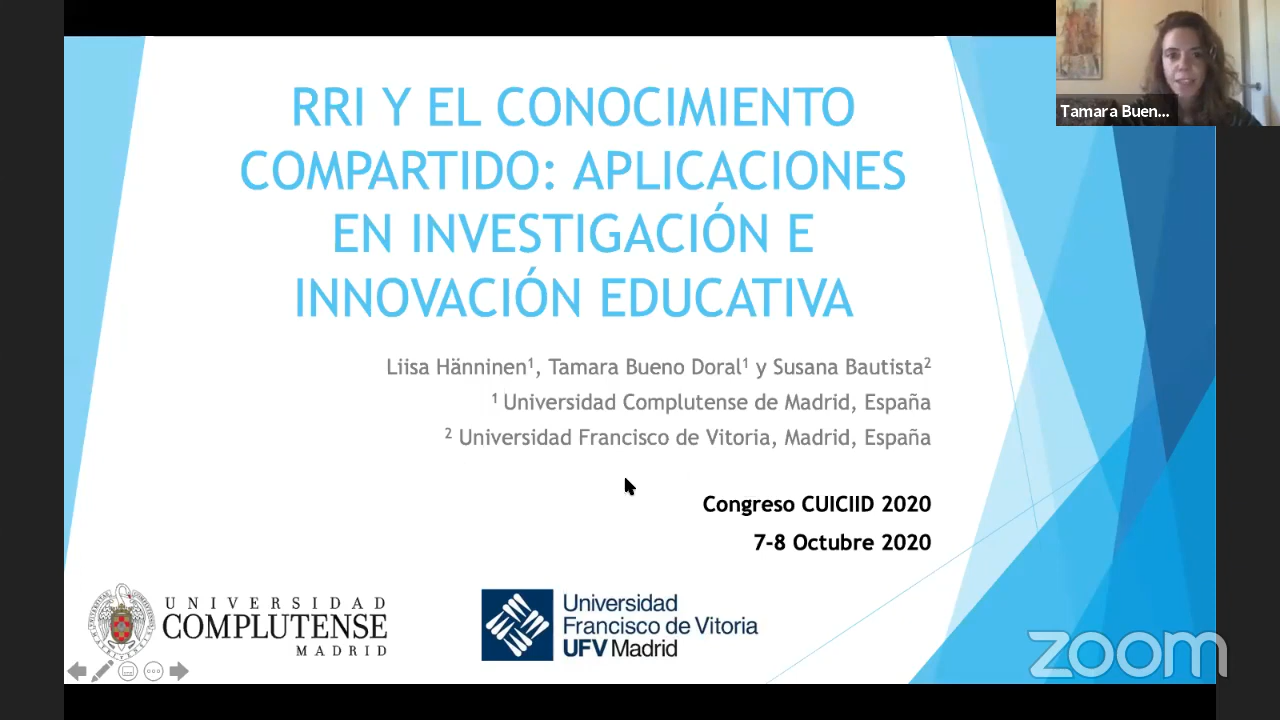 RRI Y EL CONOCIMIENTO
COMPARTIDO: APLICACIONES
EN INVESTIGACIÓN E
INNOVACIÓN EDUCATIVA
Liisa Hänninen¹, Tamara Bueno Doral¹ y Susana Bautista²
¹ Universidad Complutense de Madrid, España
² Universidad Francisco de Vitoria, Madrid, España
Congreso CUICIID 2020
7-8 Octubre 2020
UNIVERSIDAD
COMPLUTENSE
MADRID
Universidad
Francisco de Vitoria
UFV Madrid
Tamara Buen...
zoom